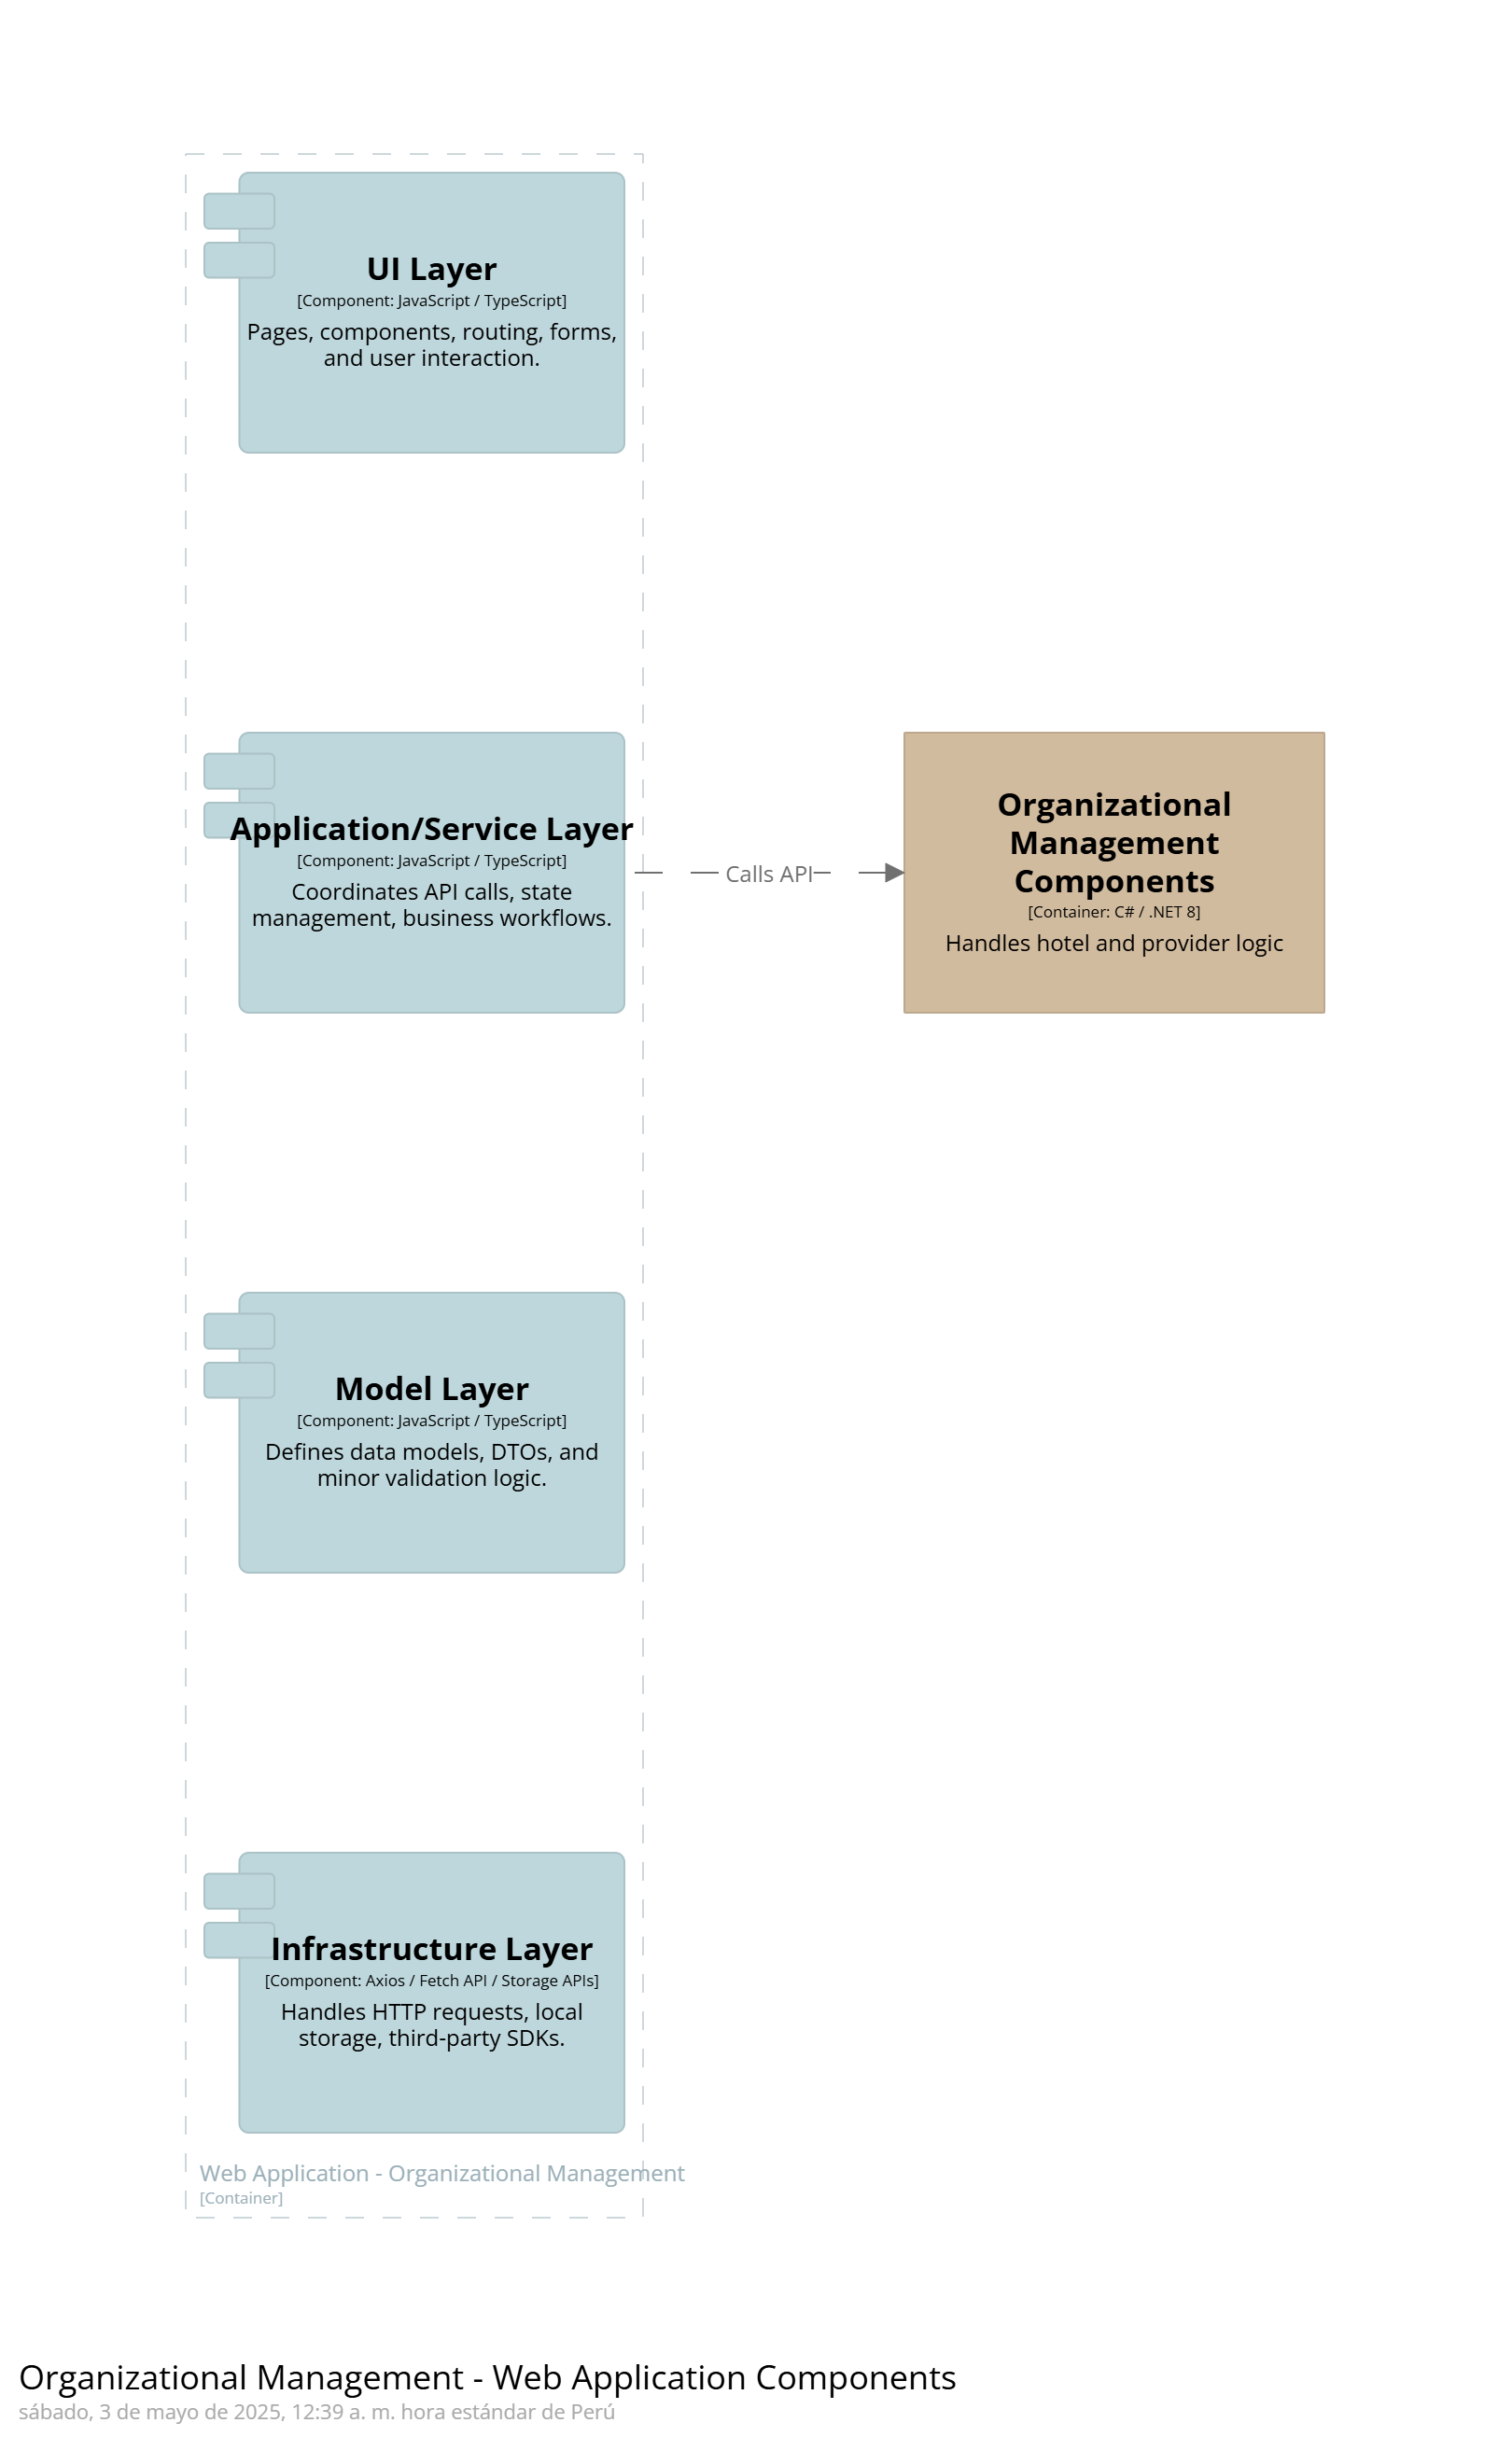 UI Layer
[Component: JavaScript / TypeScript]
Pages, components, routing, forms,
and user interaction.
Application/Service Layer
[Component: JavaScript / TypeScript]
Coordinates API calls, state
management, business workflows.
Calls API
Organizational
Management
Components
[Container: C# / .NET 8]
Handles hotel and provider logic
Model Layer
[Component: JavaScript / TypeScript]
Defines data models, DTOs, and
minor validation logic.
Infrastructure Layer
[Component: Axios / Fetch API / Storage APIs]
Handles HTTP requests, local
storage, third-party SDKs.
Web Application - Organizational Management
[Container]
Organizational Management - Web Application Components
sábado, 3 de mayo de 2025, 12:39 a. m. hora estándar de Perú